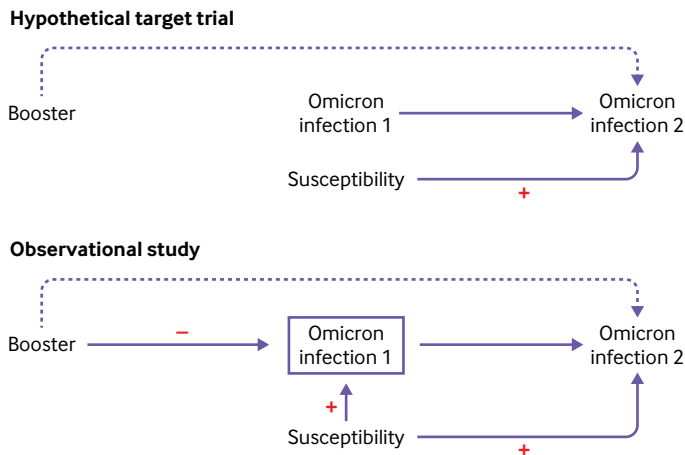 Hypothetical target trial
Booster
Omicron
infection 1
Omicron
infection 2
Susceptibility
+
Observational study
Booster
−
Omicron
infection 1
Omicron
infection 2
+
Susceptibility
+